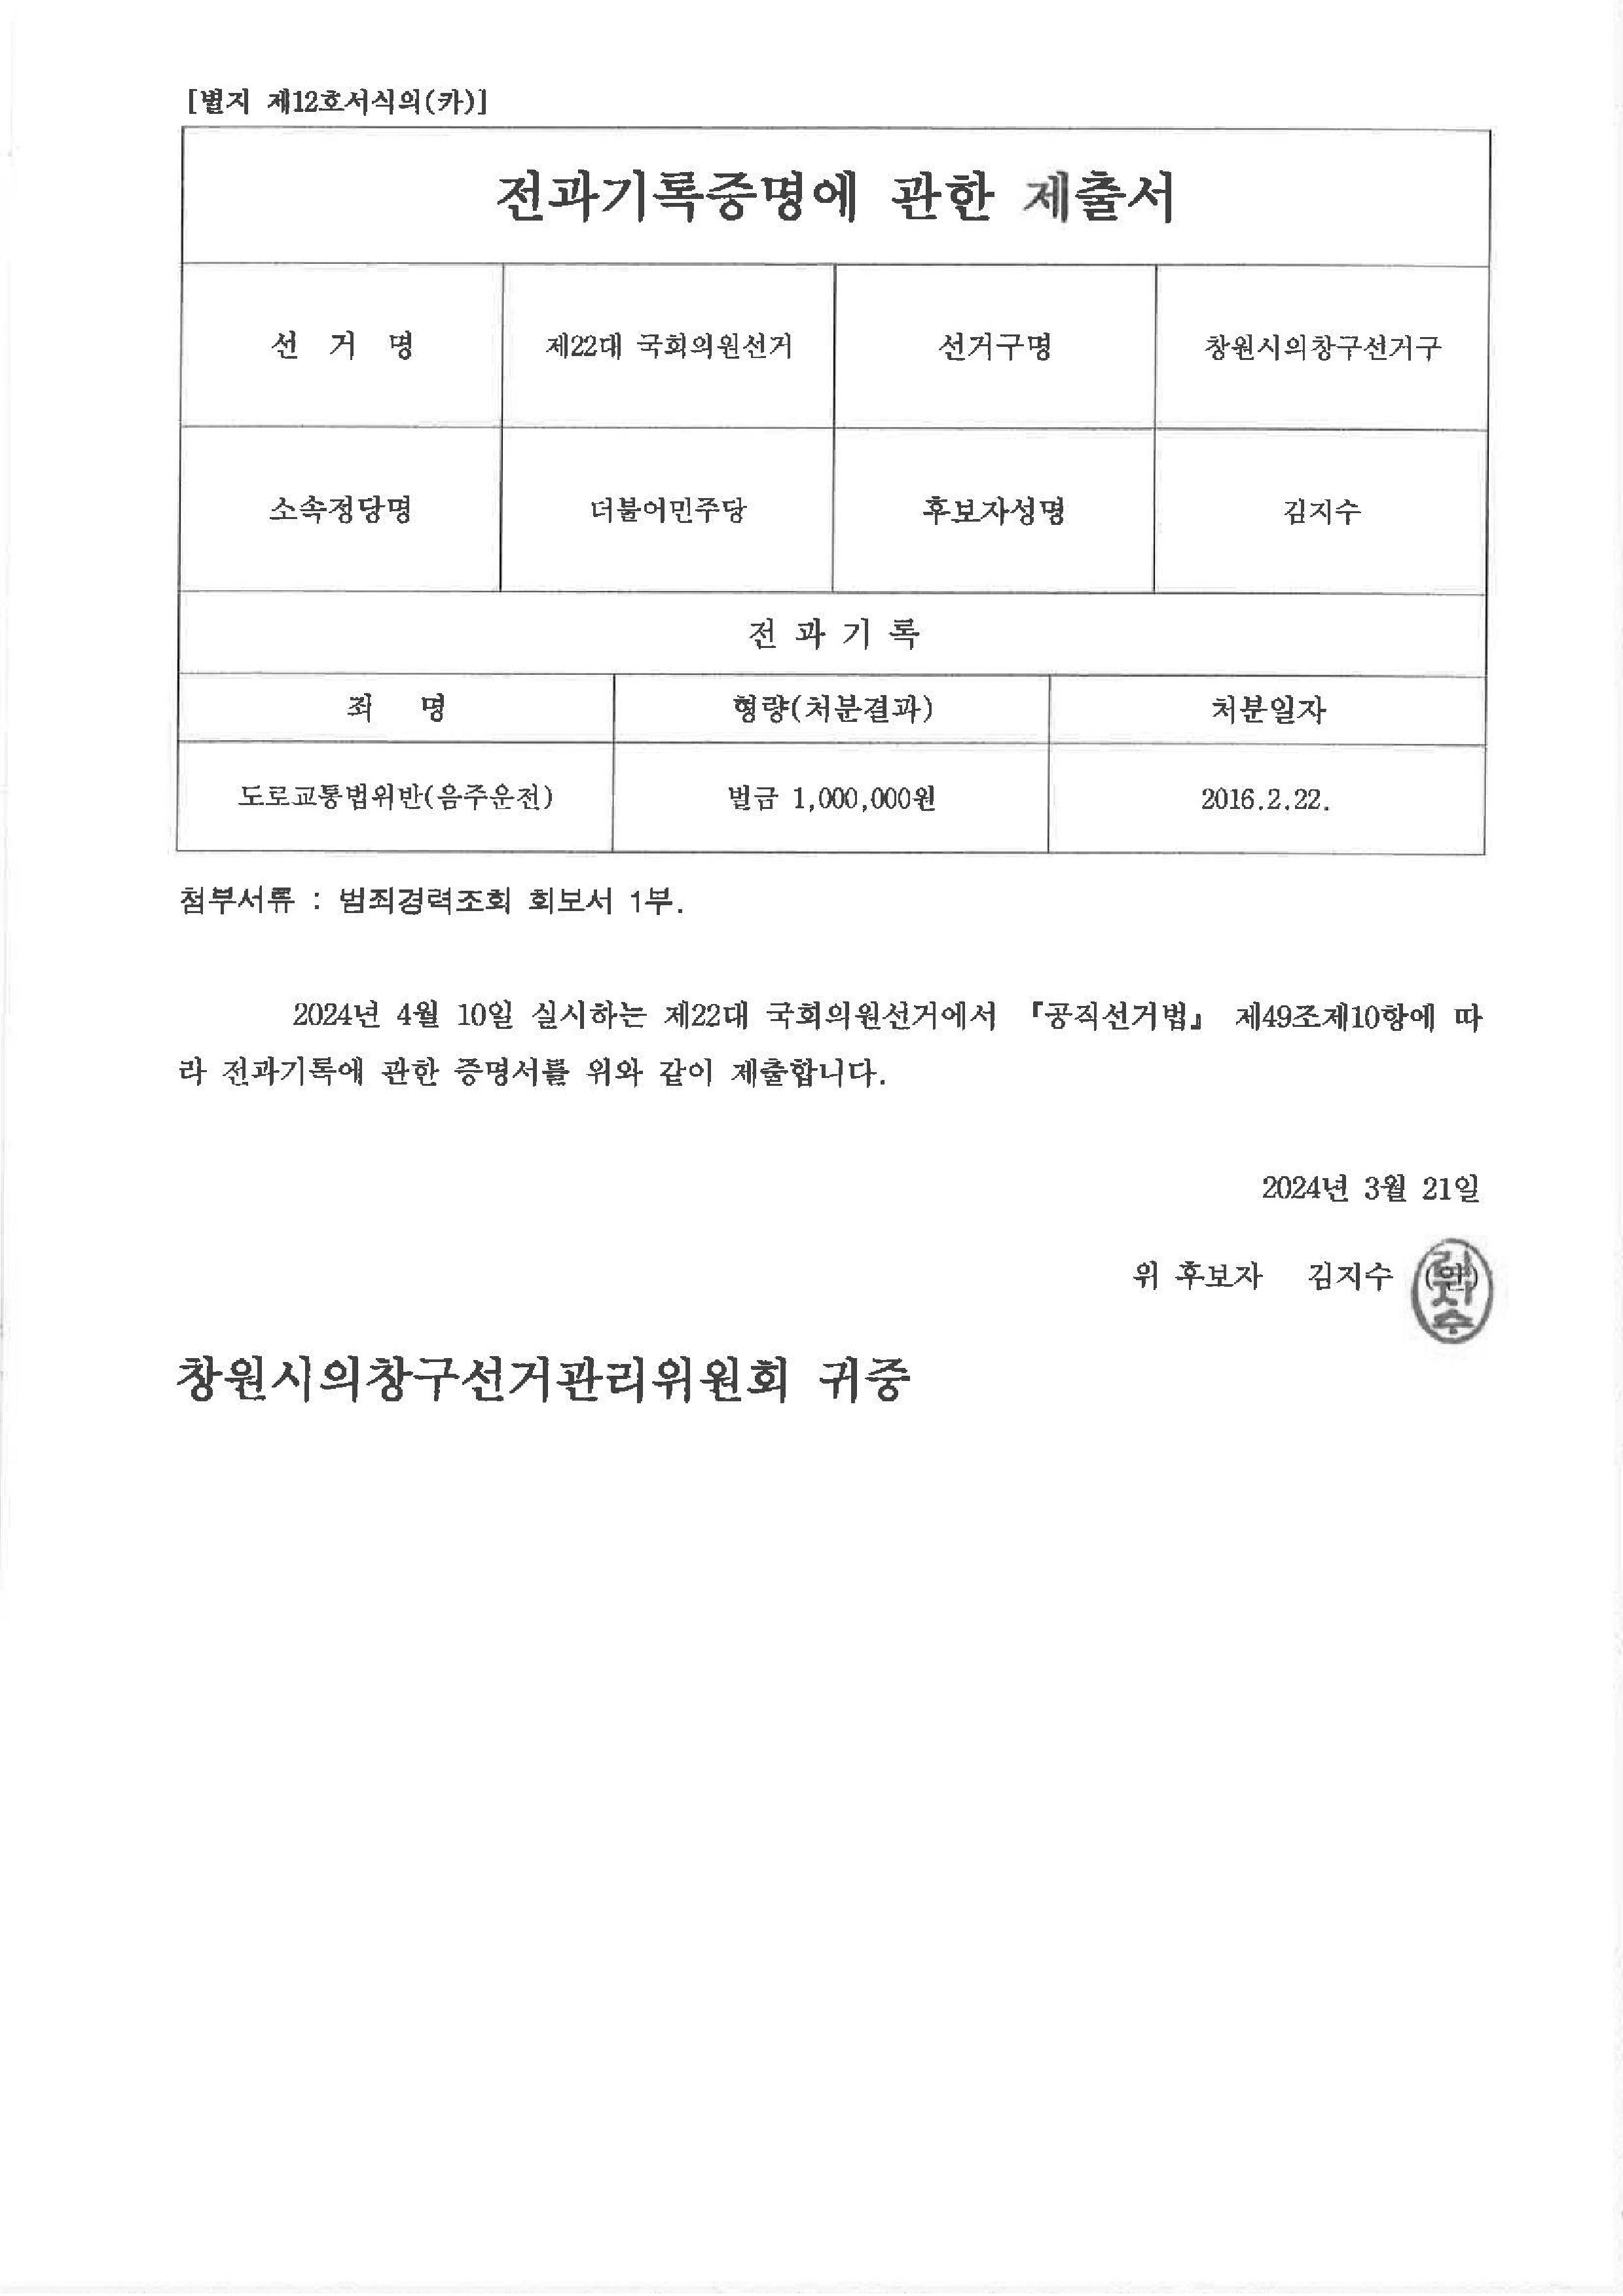 [별지 제12호서식의(카)]
전과기록증명에 관한 제출서
선 거 명 제22대 국회의원선거 선거구명 창원시의창구선거구
소속정당명 더불어민주당 후보자성명 김지수
전 과 기 록
죄 명 형량(처분결과) 처분일자
도로교통법위반(음주운전) 벌금 1,000,000원 2016.2.22.
첨부서류 : 범죄경력조회 회보서 1부.
2024년 4월 10일 실시하는 제22대 국회의원선거에서 『공직선거법』 제49조제10항에 따
라 전과기록에 관한 증명서를 위와 같이 제출합니다.
2024년 3월 21일
위 후보자 김지수 (인)
창원시의창구선거관리위원회 귀중